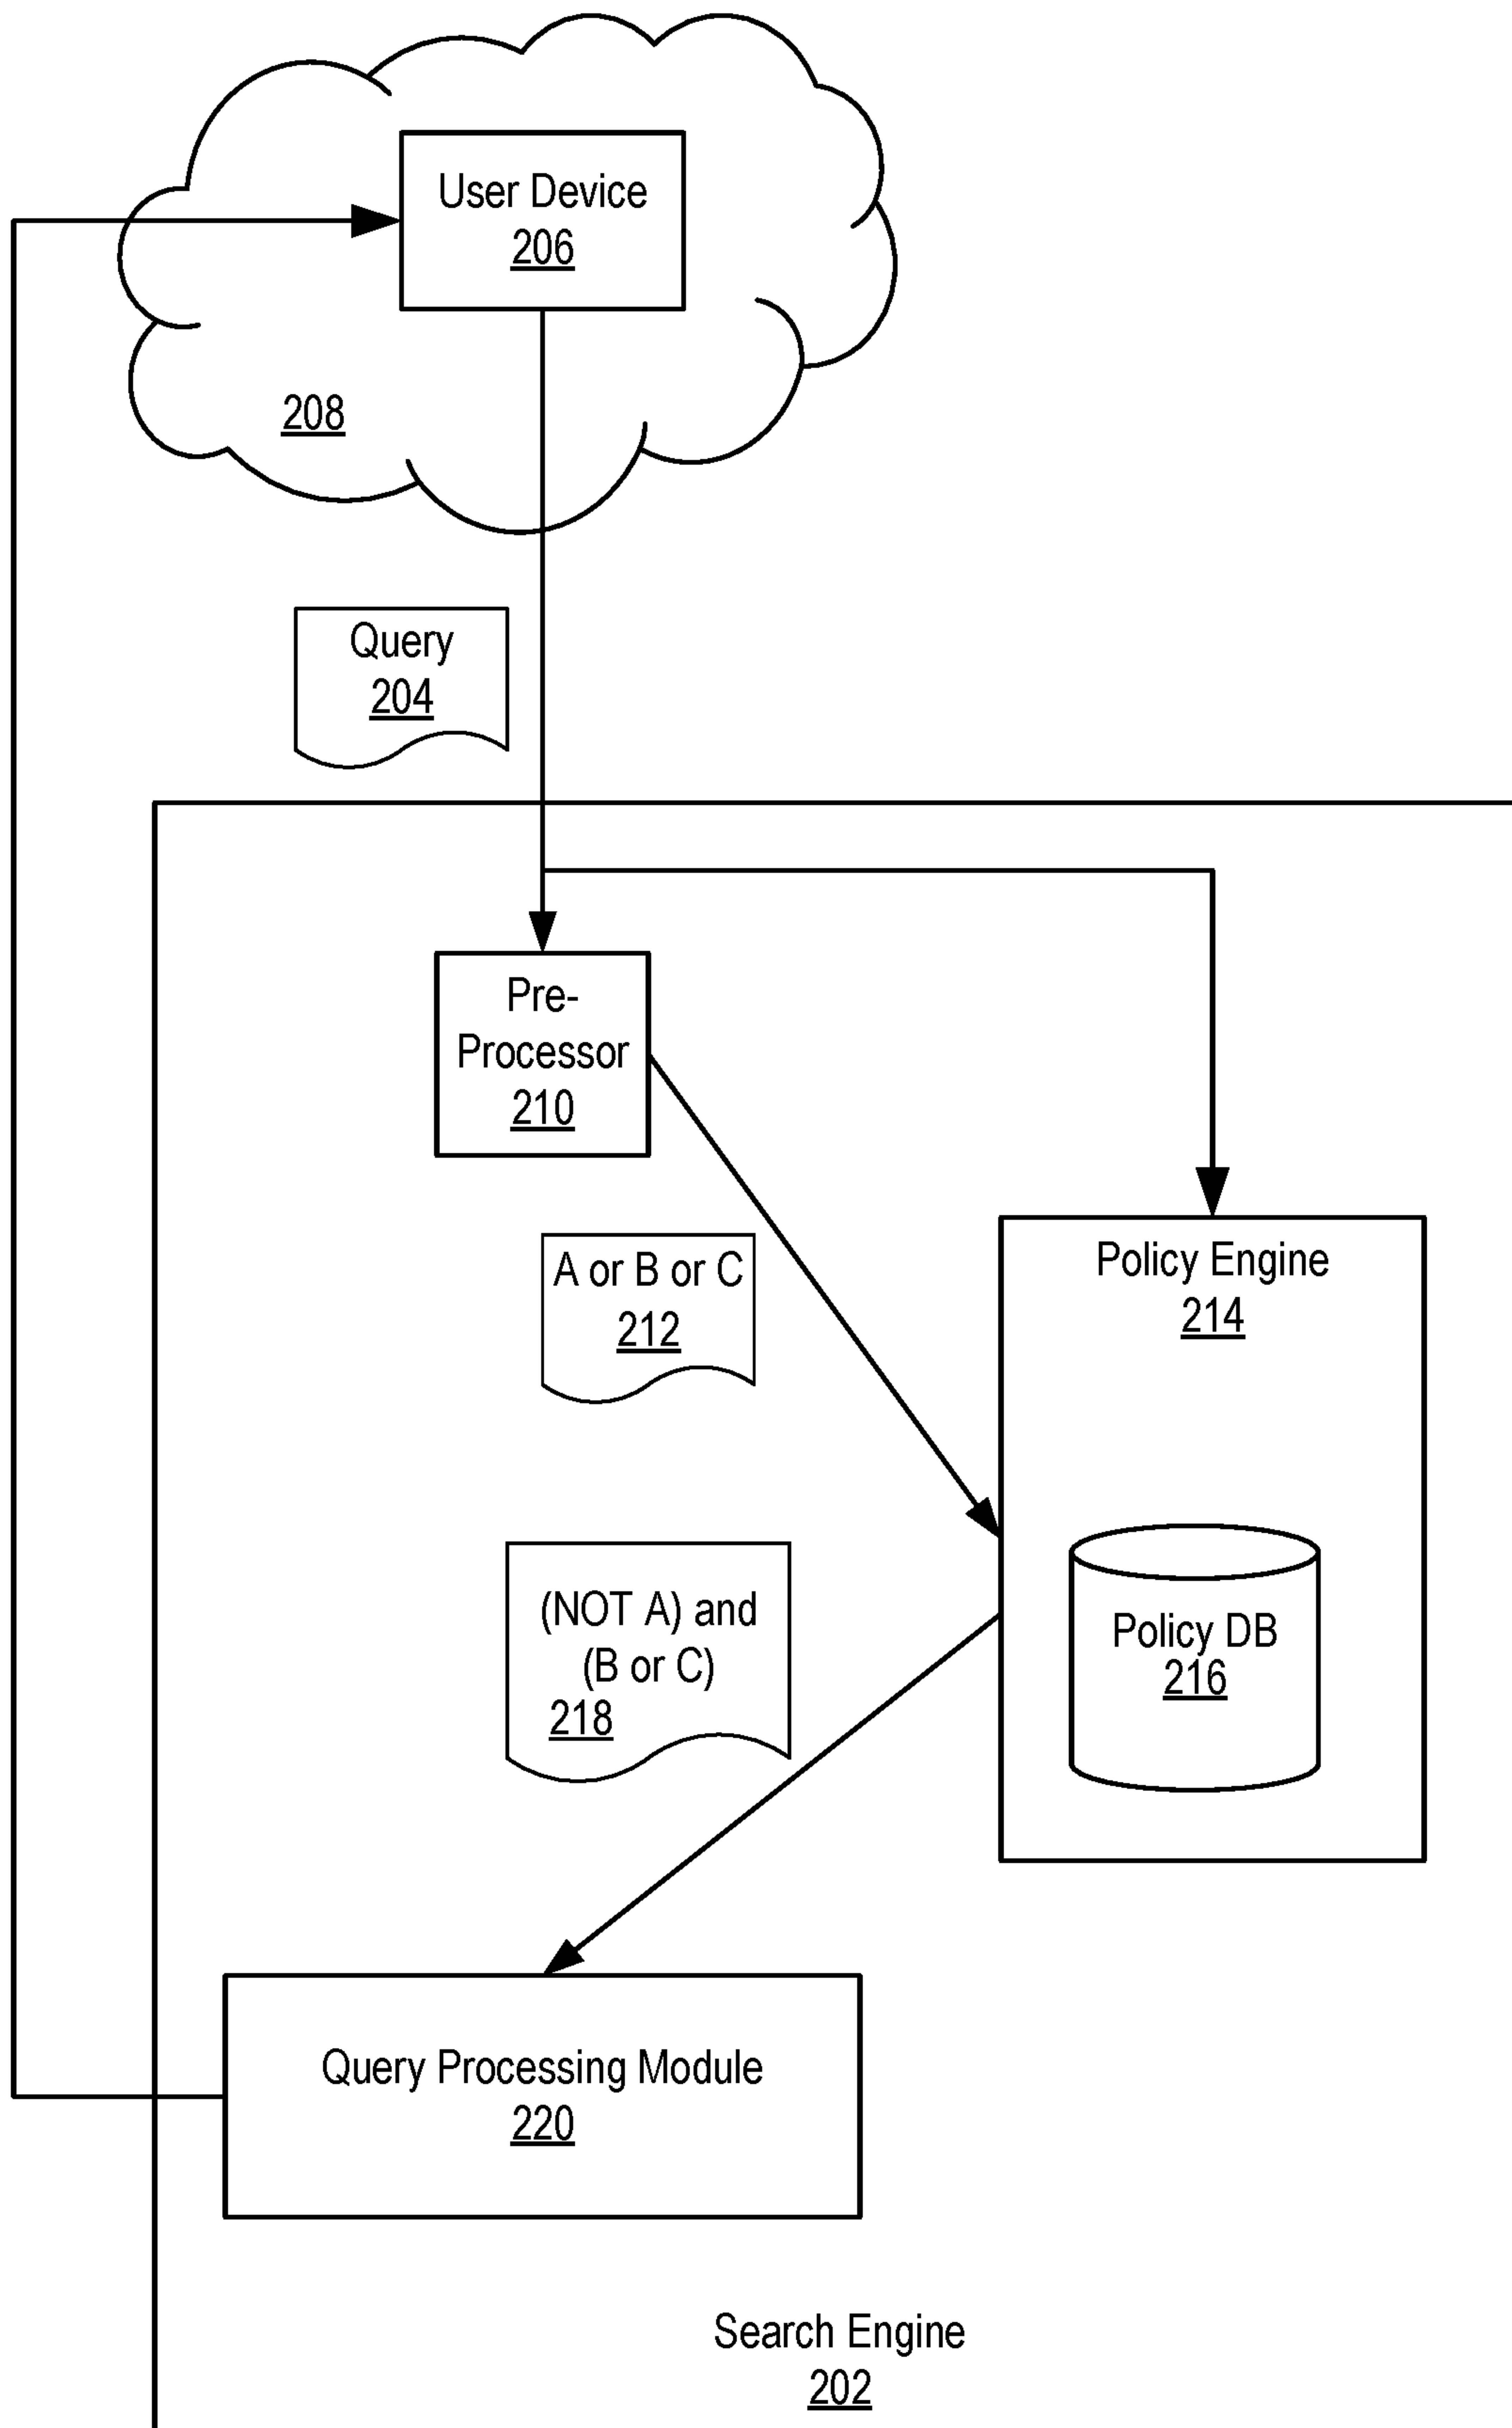 User Device
206
208
Query
204
Pre-
Processor
210
A or B or C
212
Policy Engine
214
(NOT A) and
(B or C)
218
Policy DB
216
Query Processing Module
220
Search Engine
202